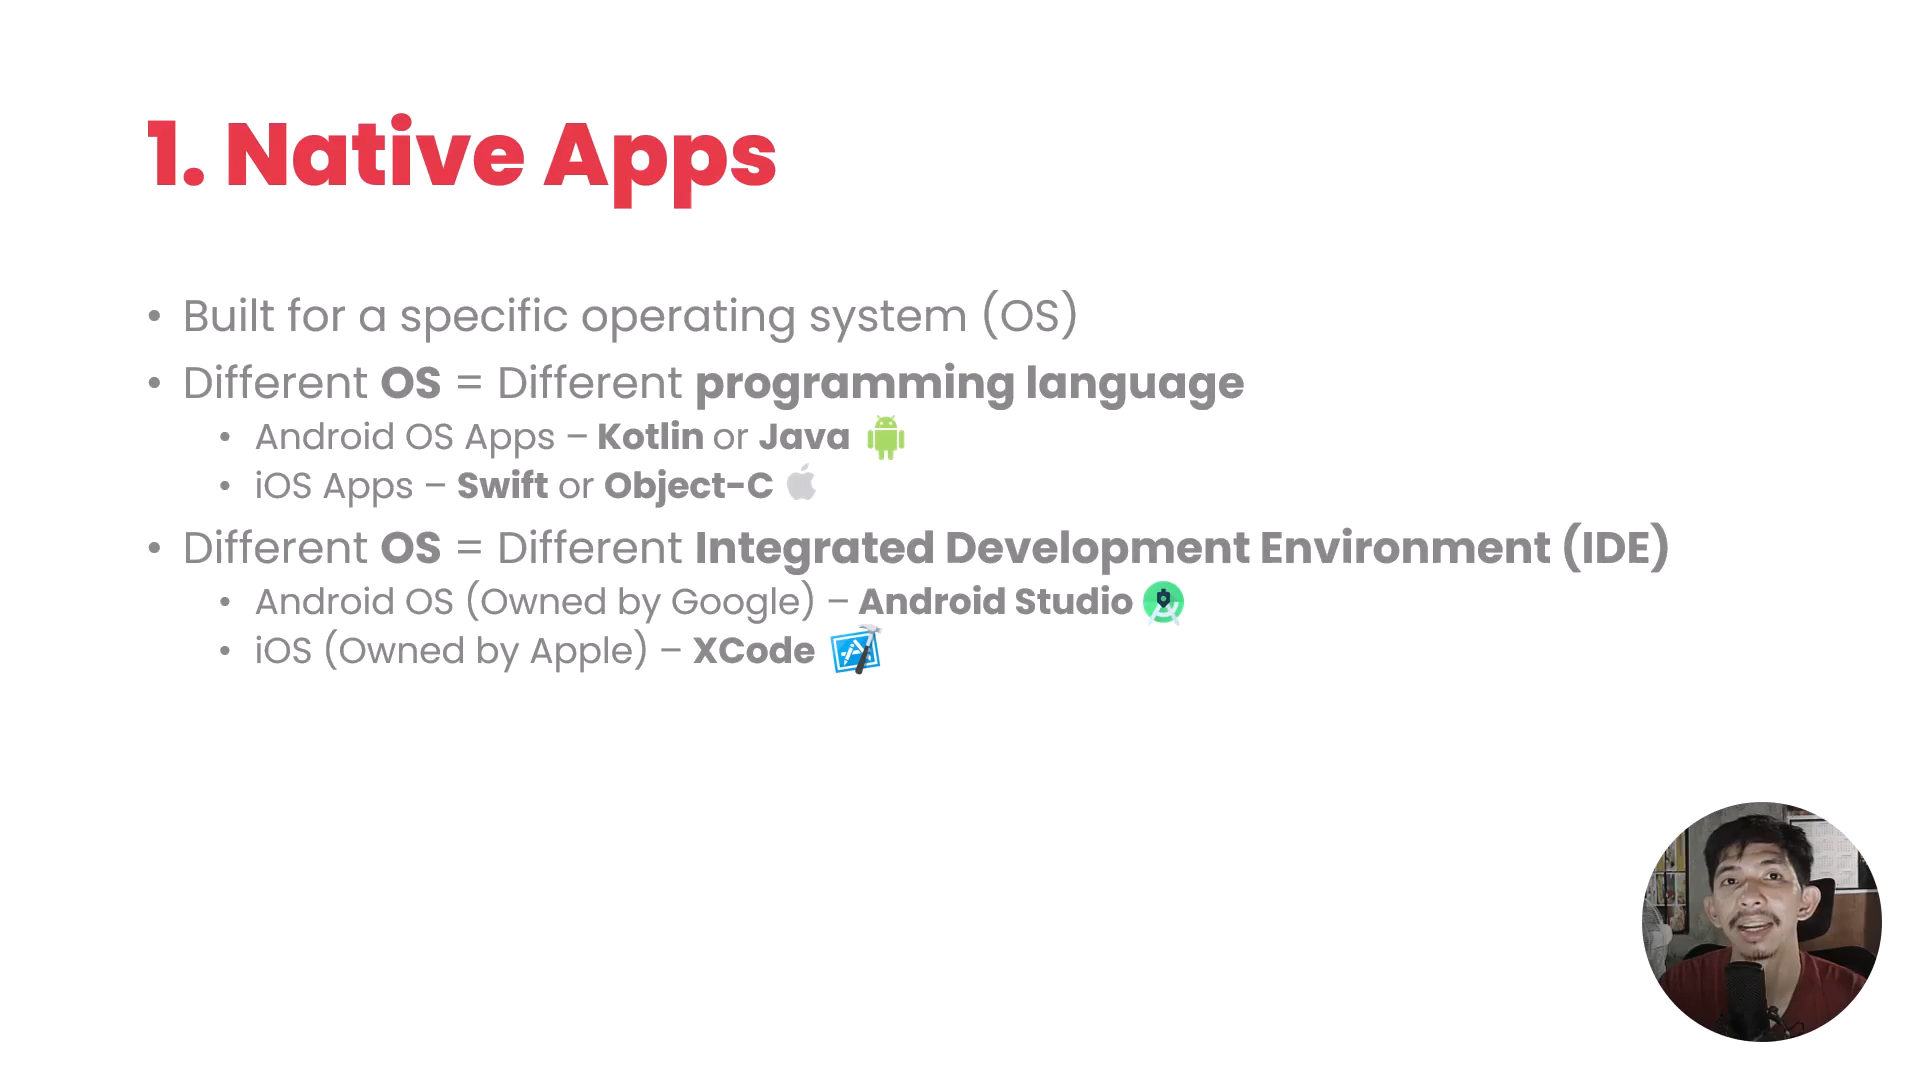 1. Native Apps
• Built for a specific operating system (OS)
• Different OS = Different programming language
• Android OS Apps – Kotlin or Java
• iOS Apps – Swift or Object-C
• Different OS = Different Integrated Development Environment (IDE)
• Android OS (Owned by Google) – Android Studio
• iOS (Owned by Apple) – XCode